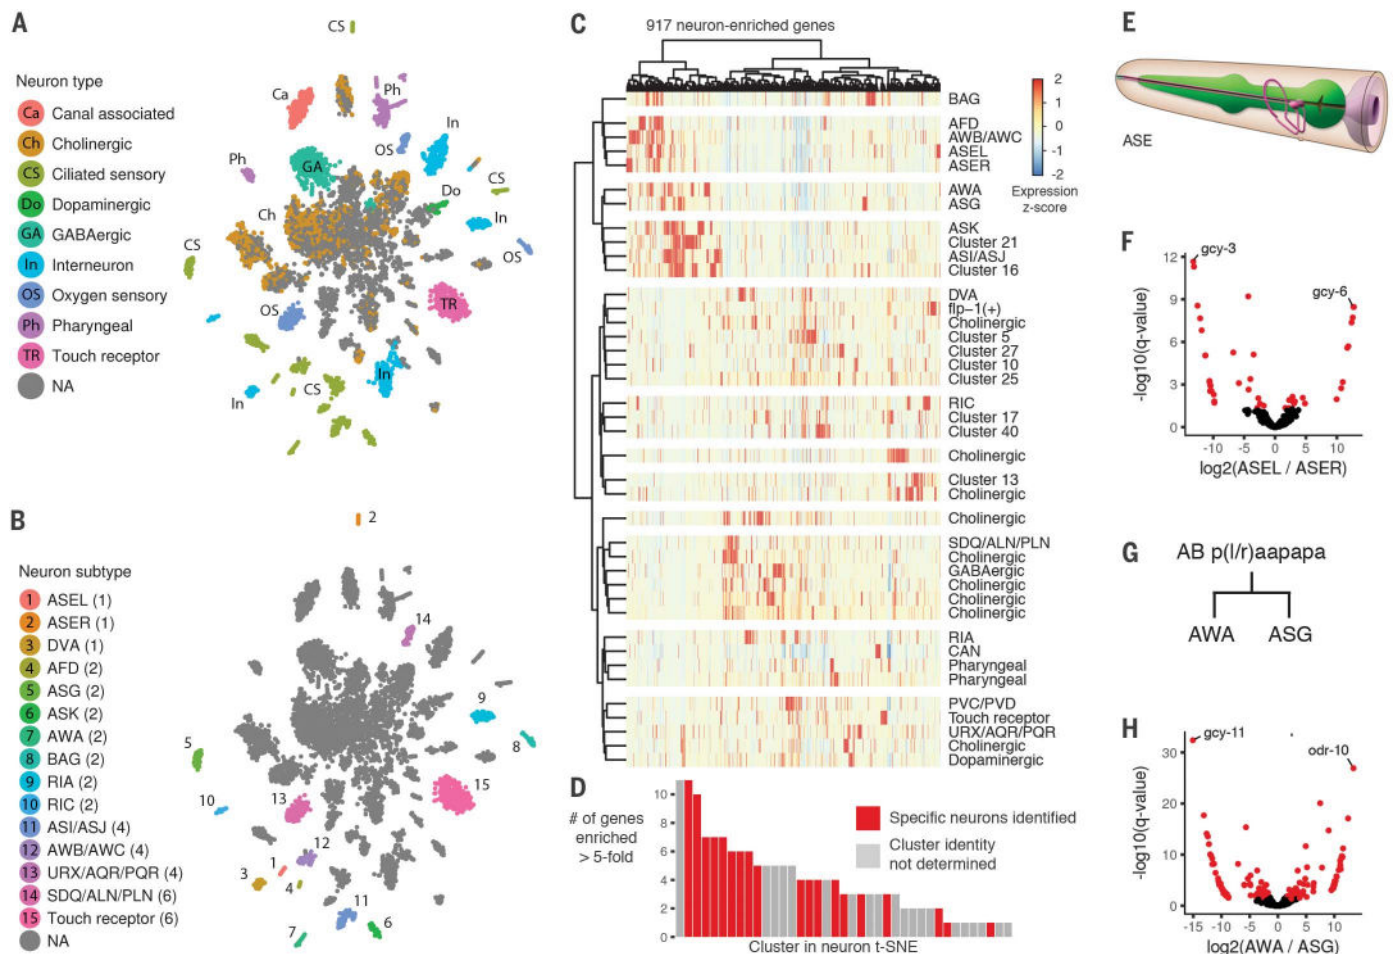 A
Neuron type
Ca Canal associated
Ch Cholinergic
CS Ciliated sensory
Do Dopaminergic
GA GABAergic
In Interneuron
OS Oxygen sensory
Ph Pharyngeal
TR Touch receptor
NA
CS
Ca
Ph
In
OS
Ph
GA
CS
Do
Ch
In
CS
OS
OS
TR
In
CS
In
B
Neuron subtype
1 ASEL (1)
2 ASER (1)
3 DVA (1)
4 AFD (2)
5 ASG (2)
6 ASK (2)
7 AWA (2)
8 BAG (2)
9 RIA (2)
10 RIC (2)
11 ASI/ASJ (4)
12 AWB/AWC (4)
13 URX/AQR/PQR (4)
14 SDQ/ALN/PLN (6)
15 Touch receptor (6)
NA
2
14
9
5
8
15
10
13
12
1
3
4
11
6
7
C
917 neuron-enriched genes
BAG
AFD
AWB/AWC
ASEL
ASER
AWA
ASG
ASK
Cluster 21
ASI/ASJ
Cluster 16
DVA
flp-1(+)
Cholinergic
Cluster 5
Cluster 27
Cluster 10
Cluster 25
RIC
Cluster 17
Cluster 40
Cholinergic
Cluster 13
Cholinergic
Cholinergic
SDQ/ALN/PLN
Cholinergic
GABAergic
Cholinergic
Cholinergic
Cholinergic
RIA
CAN
Pharyngeal
Pharyngeal
PVC/PVD
Touch receptor
URX/AQR/PQR
Cholinergic
Dopaminergic
2
1
0
-1
-2
Expression
z-score
D
# of genes
enriched
> 5-fold
10
8
6
4
2
0
Specific neurons identified
Cluster identity
not determined
Cluster in neuron t-SNE
E
ASE
F
-log10(q-value)
12
9
6
3
0
gcy-3
gcy-6
-10 -5 0 5 10
log2(ASEL / ASER)
G
AB p(l/r)aapapa
AWA ASG
H
-log10(q-value)
30
20
10
0
gcy-11
odr-10
-15 -10 -5 0 5 10
log2(AWA / ASG)